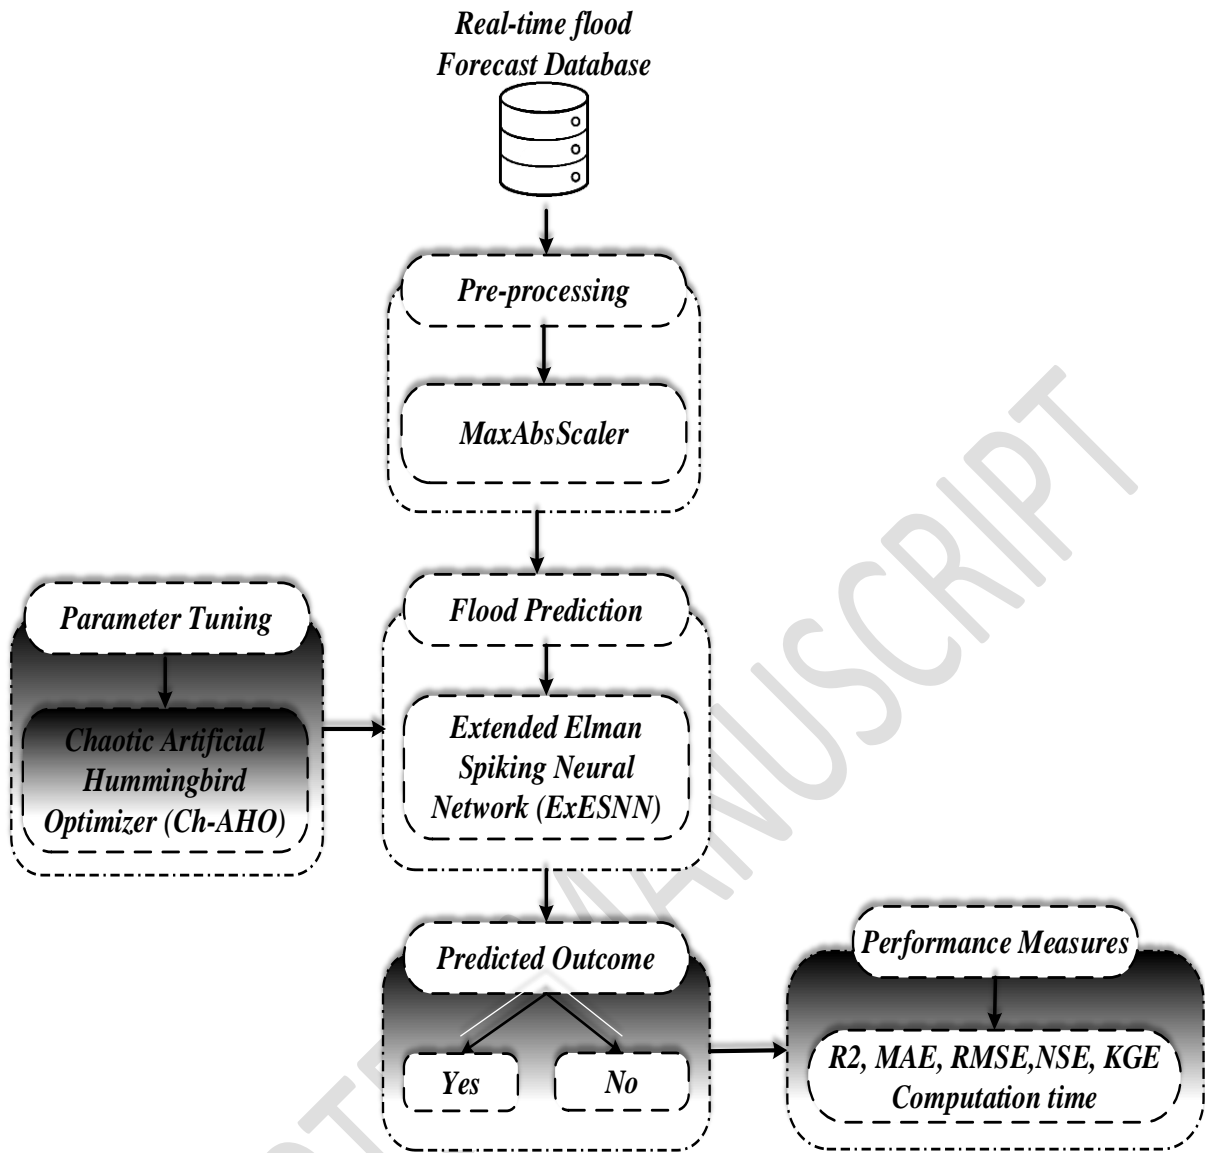 Real-time flood
Forecast Database
Pre-processing
MaxAbsScaler
Parameter Tuning
Chaotic Artificial
Hummingbird
Optimizer (Ch-AHO)
Flood Prediction
Extended Elman
Spiking Neural
Network (ExESNN)
Predicted Outcome
Yes
No
Performance Measures
R2, MAE, RMSE,NSE, KGE
Computation time
MANUSCRIPT